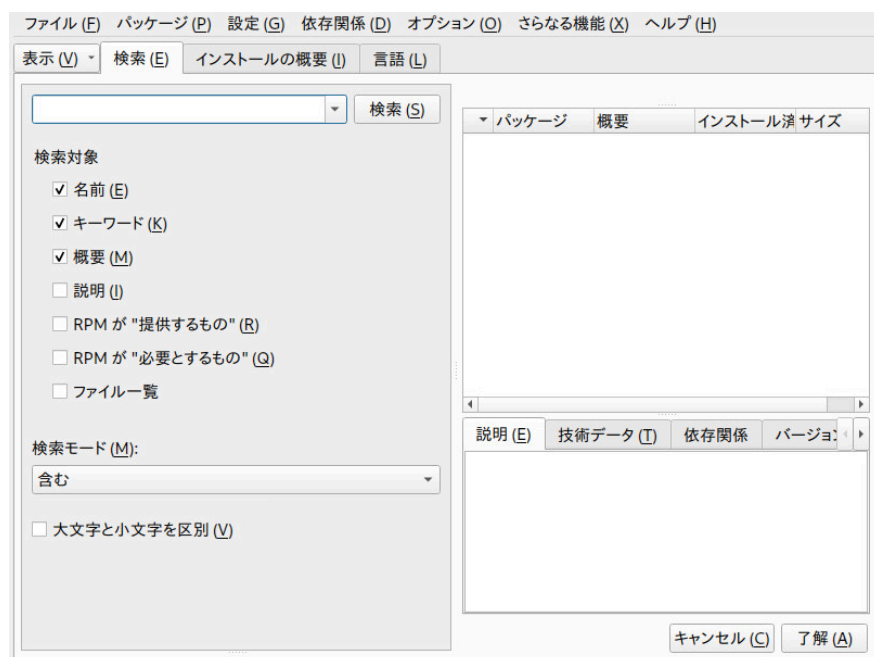 ファイル (F) パッケージ (P) 設定 (G) 依存関係 (D) オプション (O) さらなる機能 (X) ヘルプ (H)
表示 (V) 検索 (E) インストールの概要 (I) 言語 (L)
検索 (S)
検索対象
名前 (E)
キーワード (K)
概要 (M)
説明 (I)
RPM が "提供するもの" (R)
RPM が "必要とするもの" (Q)
ファイル一覧
検索モード (M):
含む
大文字と小文字を区別 (V)
パッケージ 概要 インストール済 サイズ
説明 (E) 技術データ (T) 依存関係 バージョン
キャンセル (C) 了解 (A)